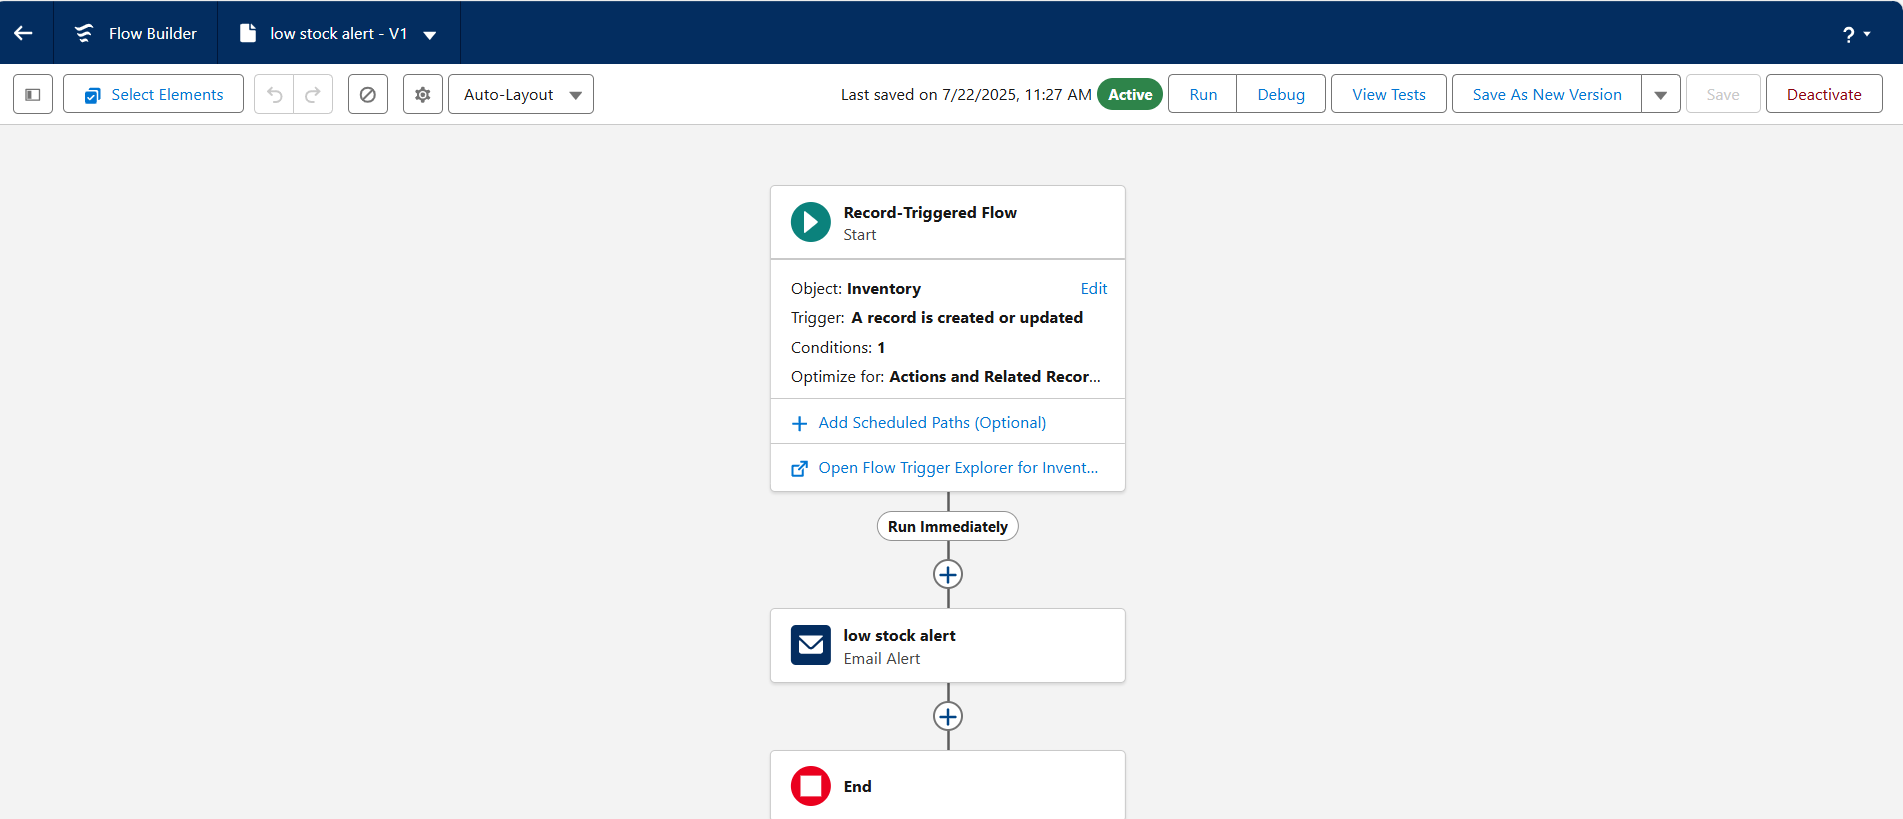 Flow Builder
low stock alert - V1
?
Select Elements
Auto-Layout
Last saved on 7/22/2025, 11:27 AM
Active
Run
Debug
View Tests
Save As New Version
Save
Deactivate
Record-Triggered Flow
Start
Object: Inventory
Edit
Trigger: A record is created or updated
Conditions: 1
Optimize for: Actions and Related Recor...
Add Scheduled Paths (Optional)
Open Flow Trigger Explorer for Invent...
Run Immediately
low stock alert
Email Alert
End